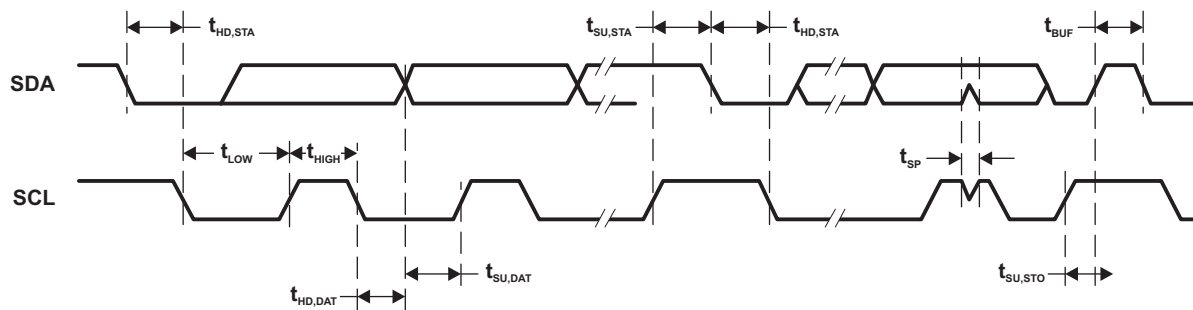 tHD,STA
tSU,STA
tHD,STA
tBUF
SDA
tLOW
tHIGH
tSP
SCL
tSU,DAT
tSU,STO
tHD,DAT